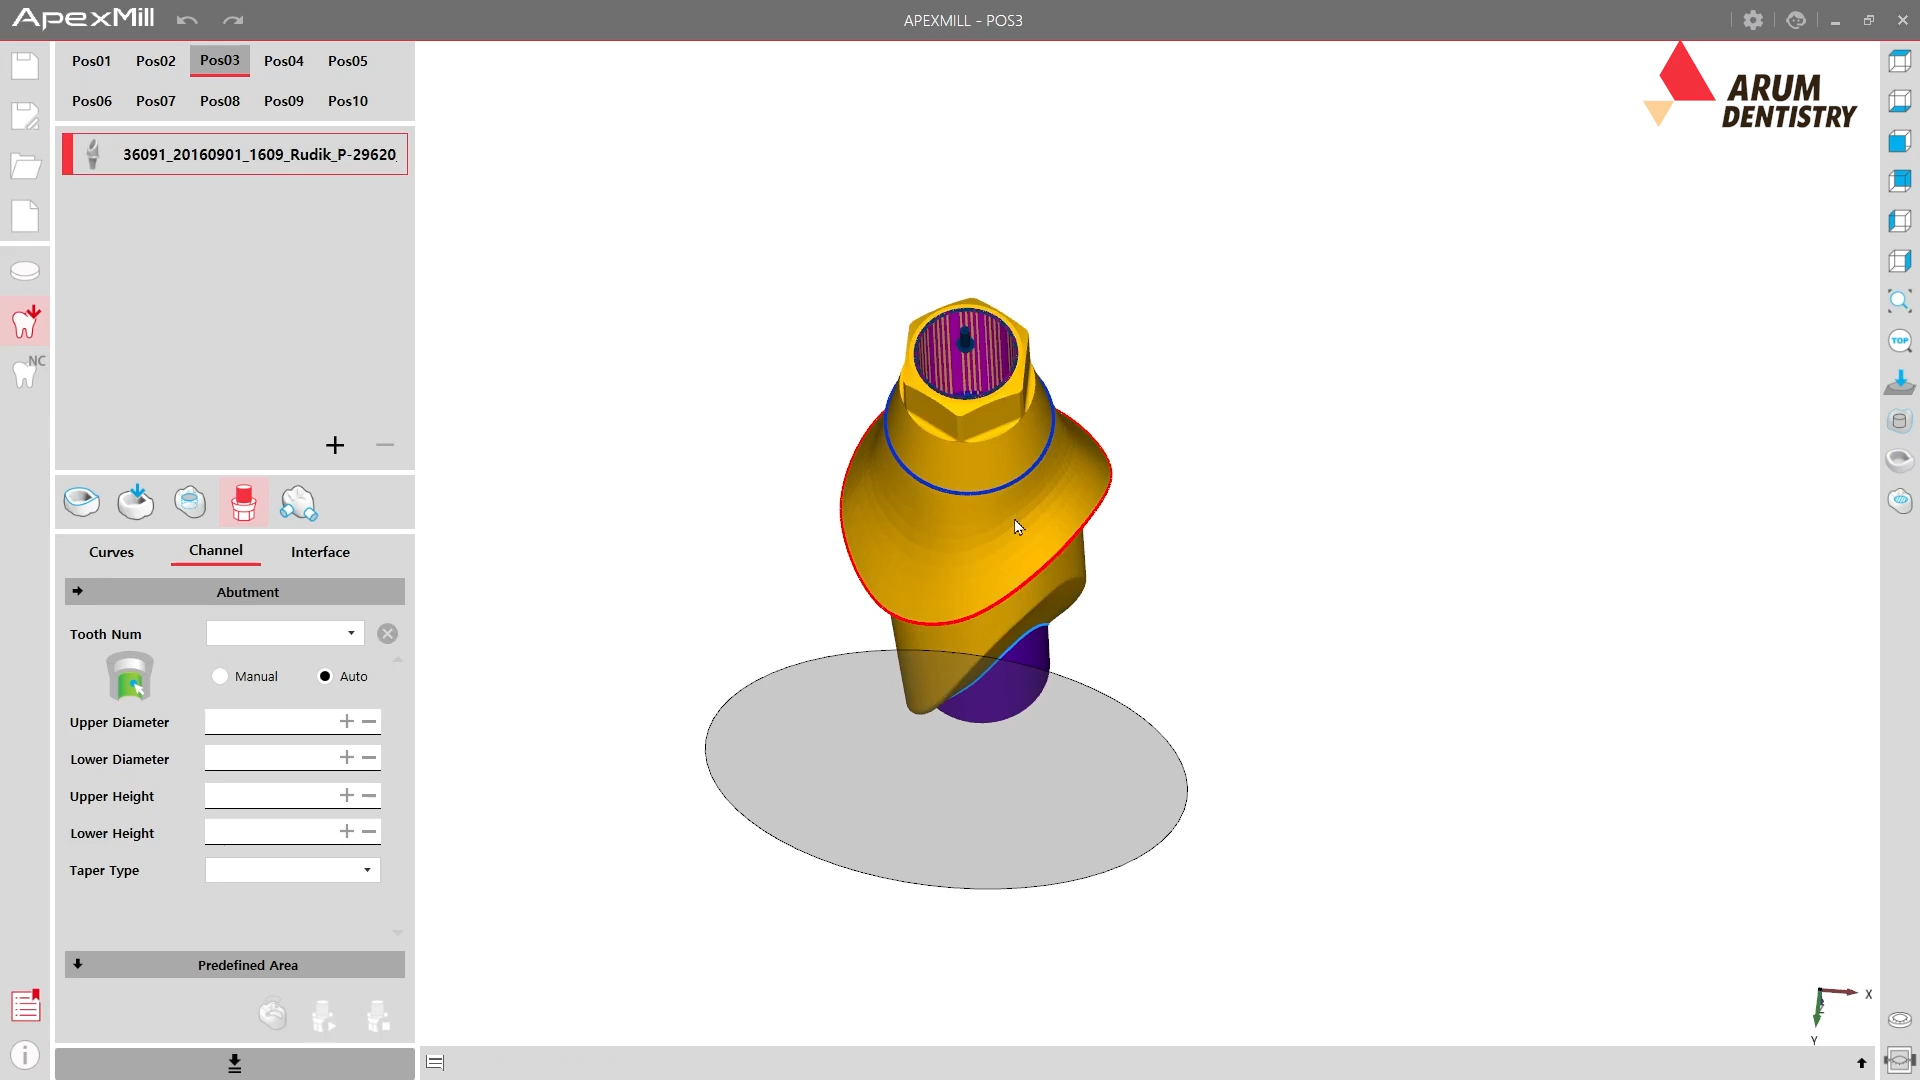 ApexMill
APEXMILL - POS3
Pos01 Pos02 Pos03 Pos04 Pos05
Pos06 Pos07 Pos08 Pos09 Pos10
36091_20160901_1609_Rudik_P-29620
NC
Curves Channel Interface
Abutment
Tooth Num
Manual Auto
Upper Diameter
Lower Diameter
Upper Height
Lower Height
Taper Type
Predefined Area
ARUM
DENTISTRY
TOP
X
Z
Y